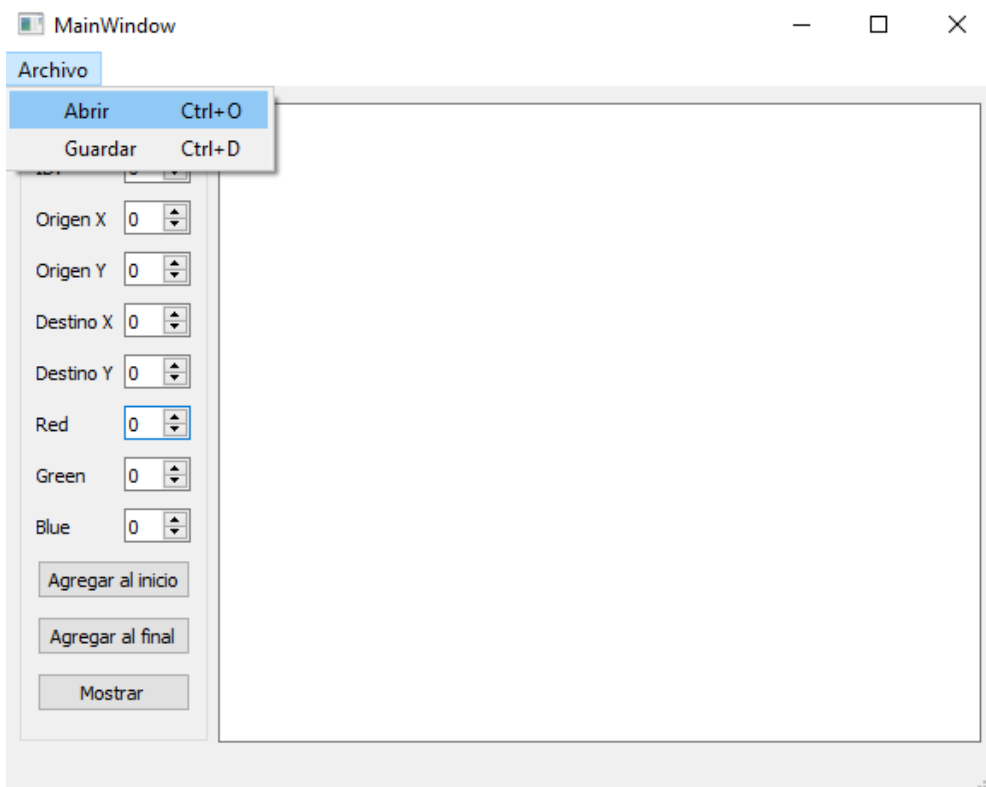 MainWindow
Archivo
Abrir Ctrl+O
Guardar Ctrl+D
Origen X 0
Origen Y 0
Destino X 0
Destino Y 0
Red 0
Green 0
Blue 0
Agregar al inicio
Agregar al final
Mostrar